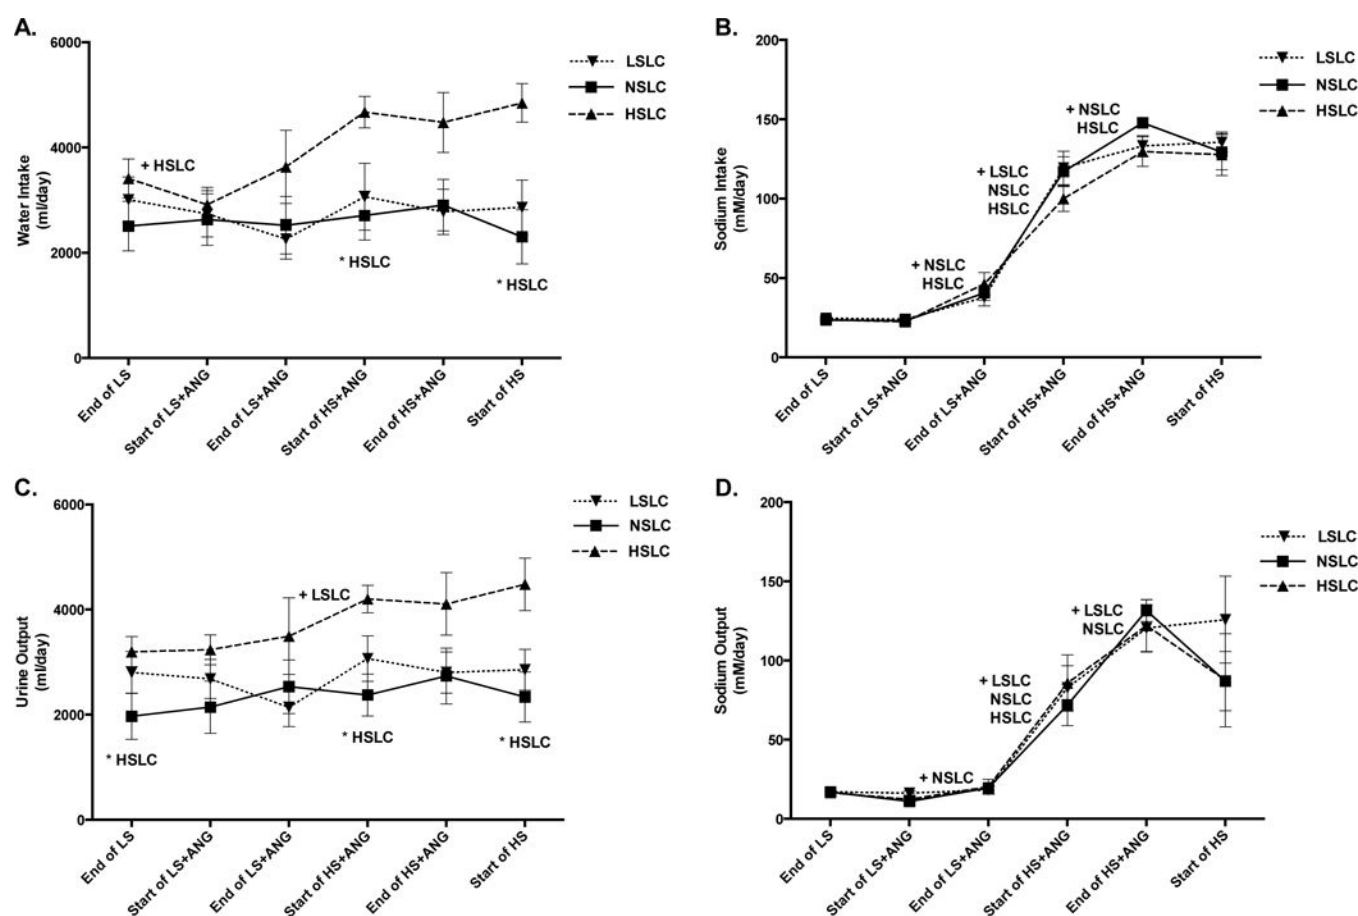 A.
6000
4000
2000
0
Water Intake
(ml/day)
LSLC
NSLC
HSLC
+ HSLC
* HSLC
* HSLC
End of LS
Start of LS+ANG
End of LS+ANG
Start of HS+ANG
End of HS+ANG
Start of HS
B.
200
150
100
50
0
Sodium Intake
(mM/day)
LSLC
NSLC
HSLC
+ NSLC
HSLC
+ LSLC
NSLC
HSLC
+ NSLC
HSLC
End of LS
Start of LS+ANG
End of LS+ANG
Start of HS+ANG
End of HS+ANG
Start of HS
C.
6000
4000
2000
0
Urine Output
(ml/day)
LSLC
NSLC
HSLC
+ LSLC
* HSLC
* HSLC
* HSLC
End of LS
Start of LS+ANG
End of LS+ANG
Start of HS+ANG
End of HS+ANG
Start of HS
D.
200
150
100
50
0
Sodium Output
(mM/day)
LSLC
NSLC
HSLC
+ LSLC
NSLC
+ LSLC
NSLC
HSLC
+ NSLC
End of LS
Start of LS+ANG
End of LS+ANG
Start of HS+ANG
End of HS+ANG
Start of HS